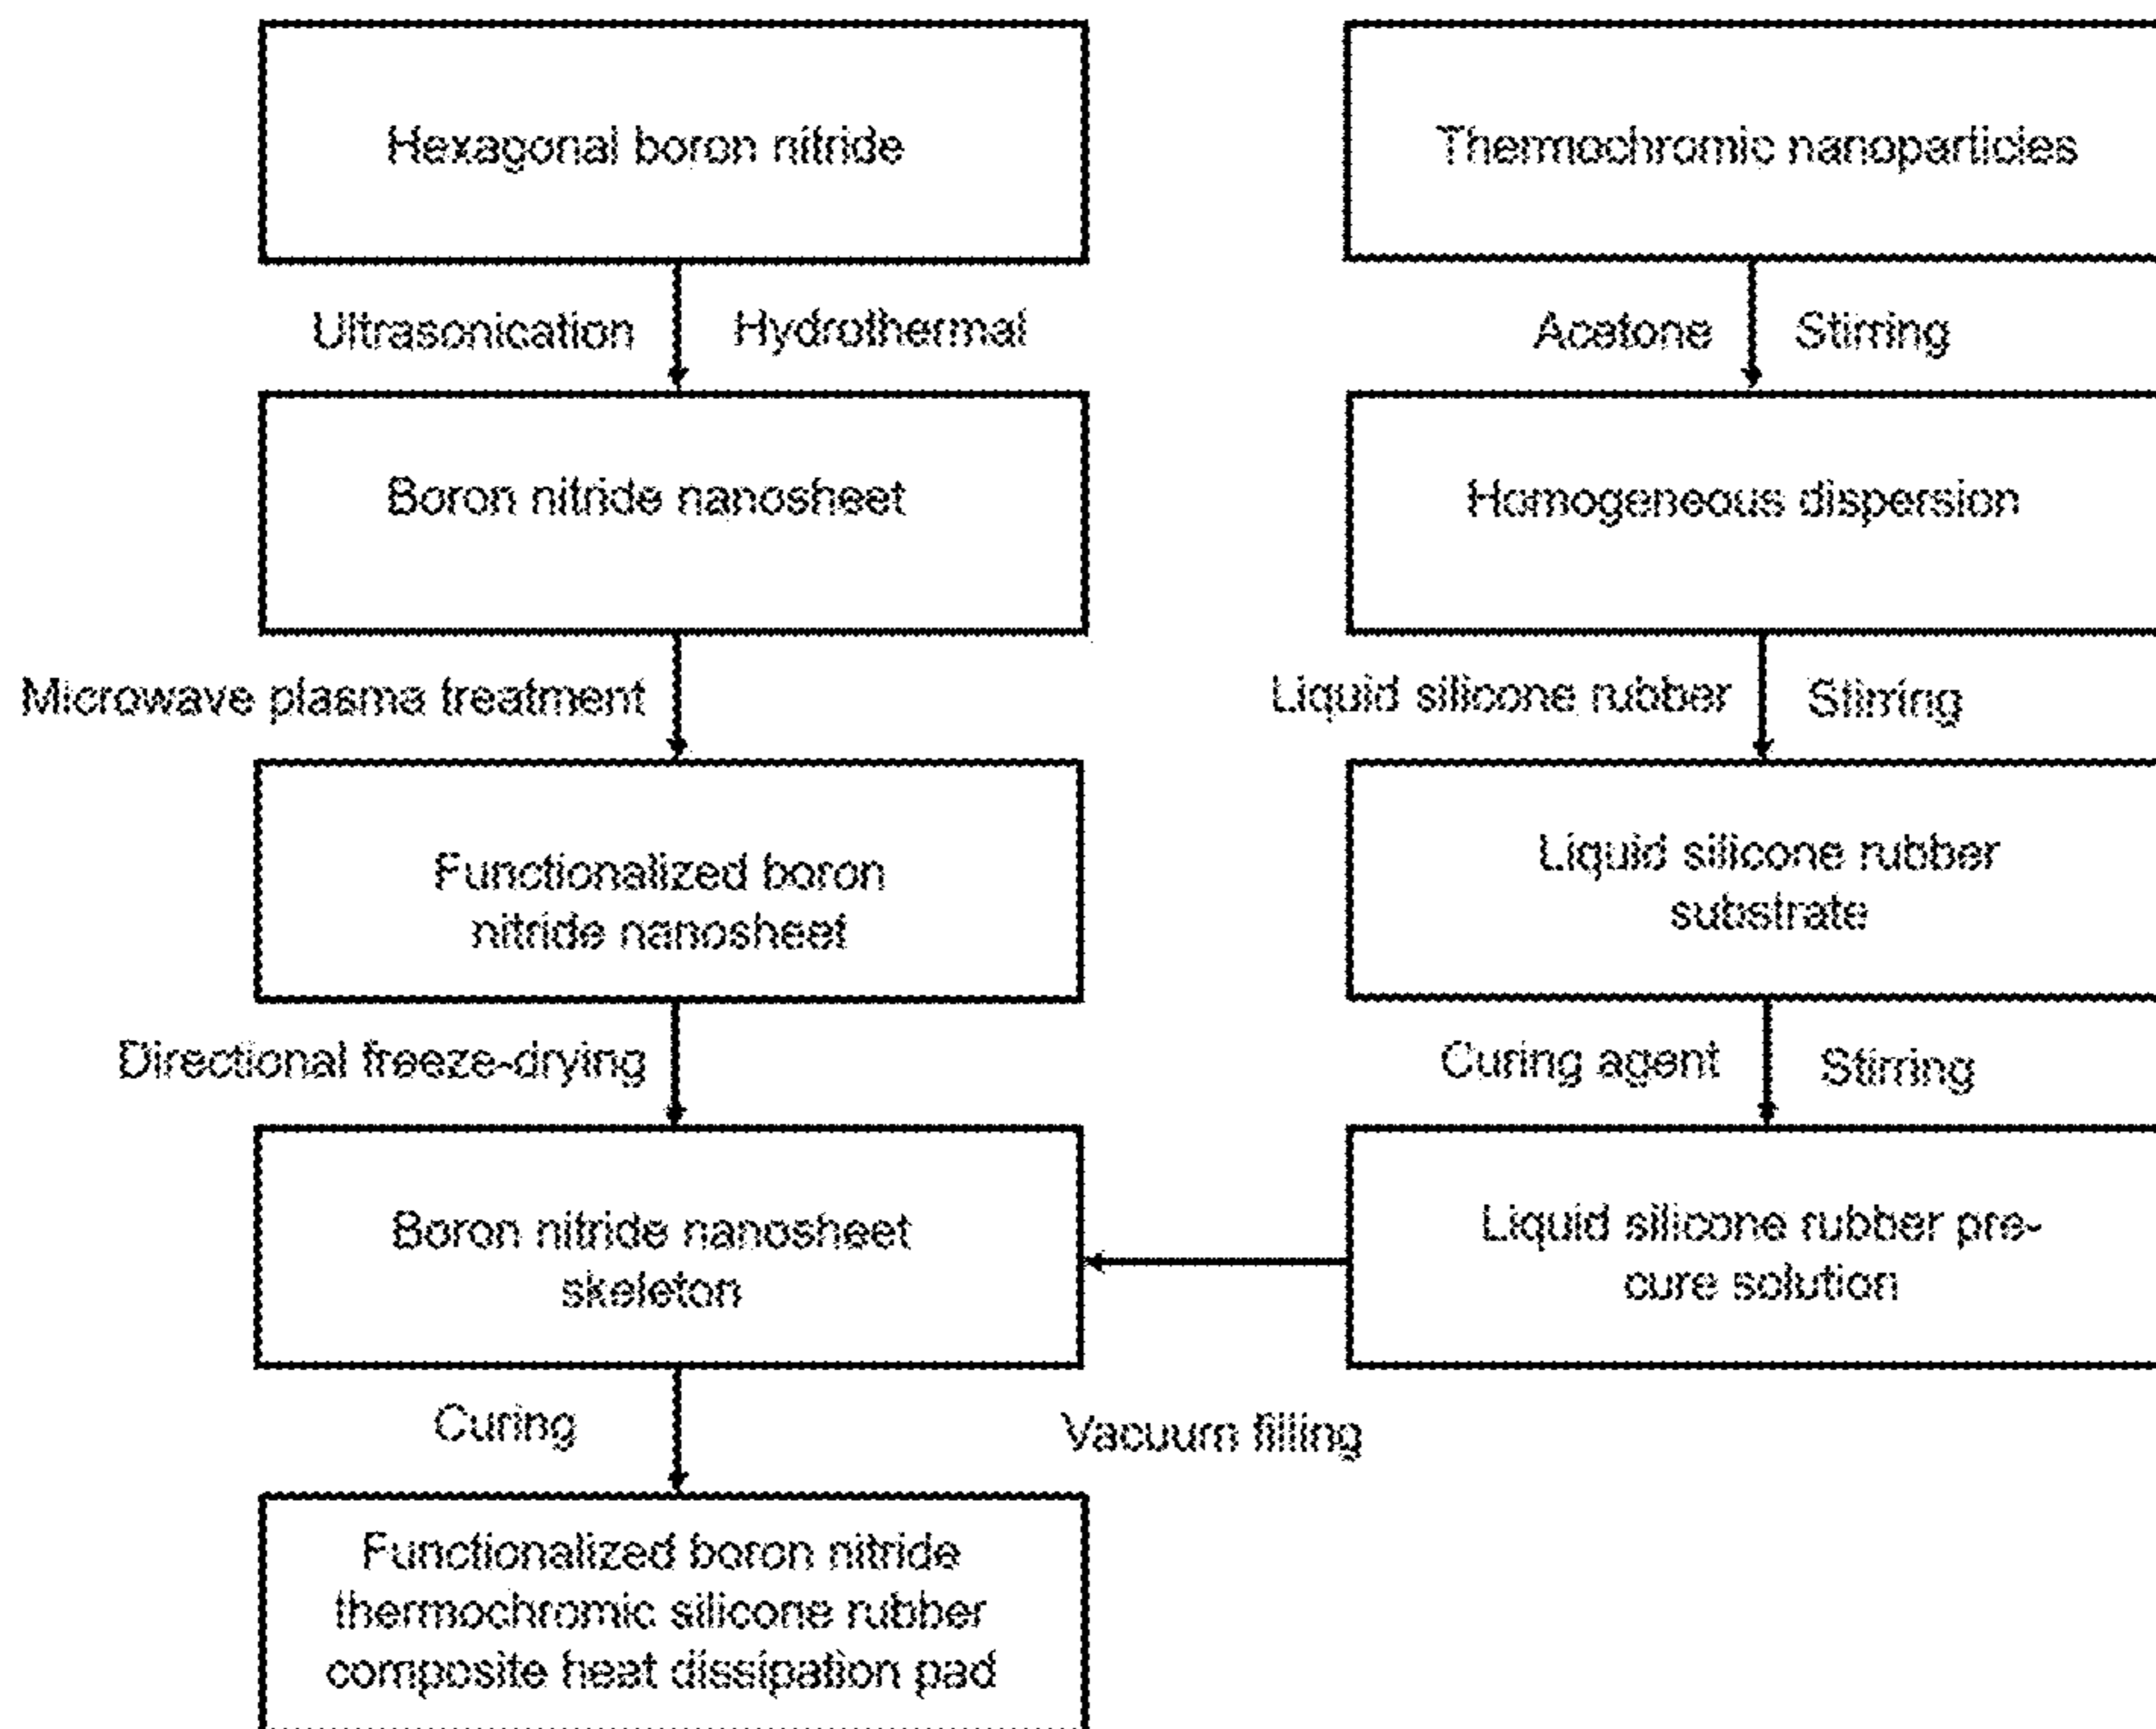 Hexagonal boron nitride
Thermochromic nanoparticles
Ultrasonication
Hydrothermal
Acetone
Stirring
Boron nitride nanosheet
Homogeneous dispersion
Microwave plasma treatment
Liquid silicone rubber
Stirring
Functionalized boron
nitride nanosheet
Liquid silicone rubber
substrate
Directional freeze-drying
Curing agent
Stirring
Boron nitride nanosheet
skeleton
Liquid silicone rubber pre-
cure solution
Curing
Vacuum filling
Functionalized boron nitride
thermochromic silicone rubber
composite heat dissipation pad